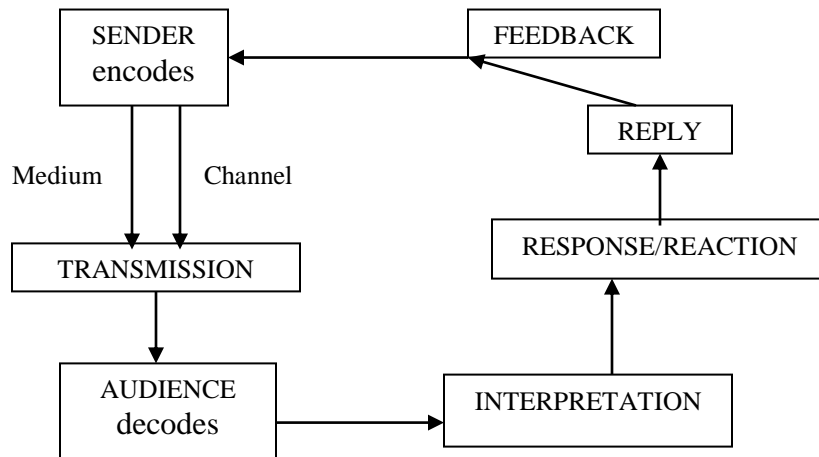 SENDER
encodes
FEEDBACK
REPLY
Medium
Channel
RESPONSE/REACTION
TRANSMISSION
AUDIENCE
decodes
INTERPRETATION